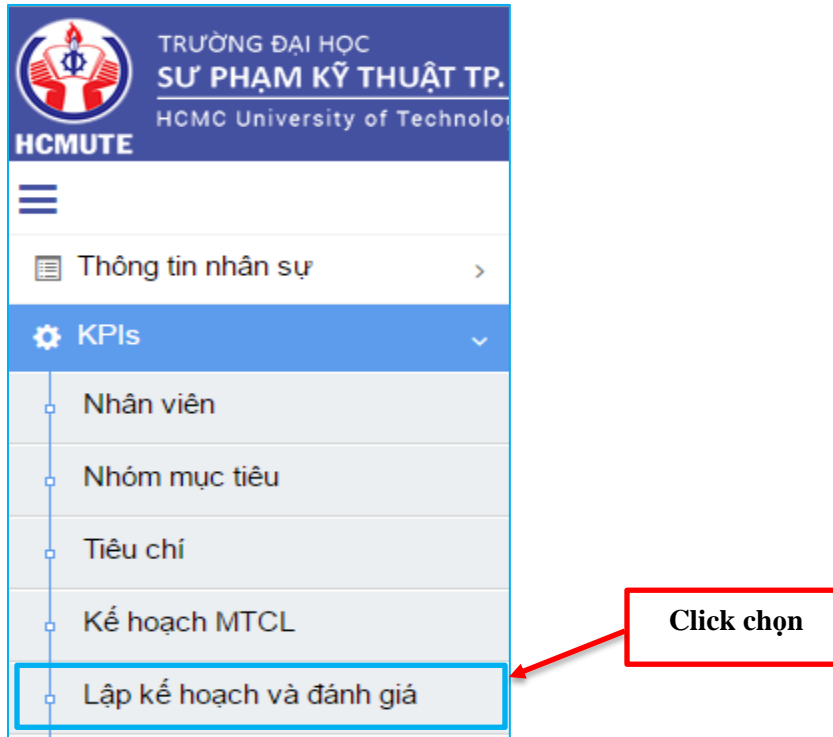 TRƯỜNG ĐẠI HỌC
SƯ PHẠM KỸ THUẬT TP.
HCMC University of Technolo
HCMUTE
Thông tin nhân sự
KPIs
Nhân viên
Nhóm mục tiêu
Tiêu chí
Kế hoạch MTCL
Click chọn
Lập kế hoạch và đánh giá